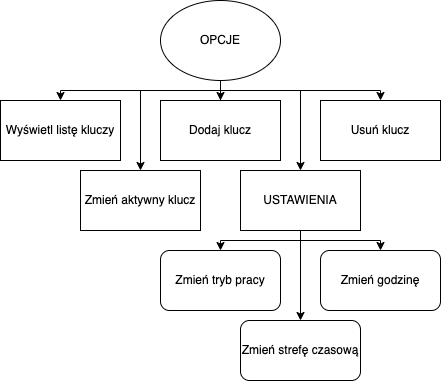 OPCJE
Wyświetl listę kluczy
Dodaj klucz
Usuń klucz
Zmień aktywny klucz
USTAWIENIA
Zmień tryb pracy
Zmień godzinę
Zmień strefę czasową